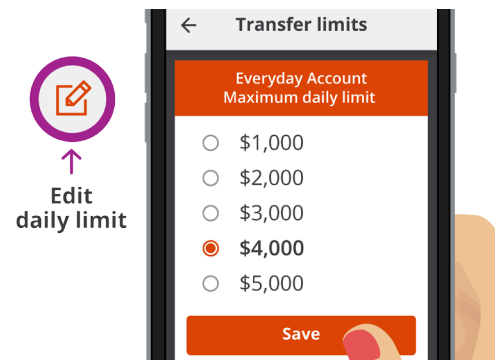 Transfer limits
Everyday Account
Maximum daily limit
$1,000
$2,000
$3,000
$4,000
$5,000
Save
Edit
daily limit